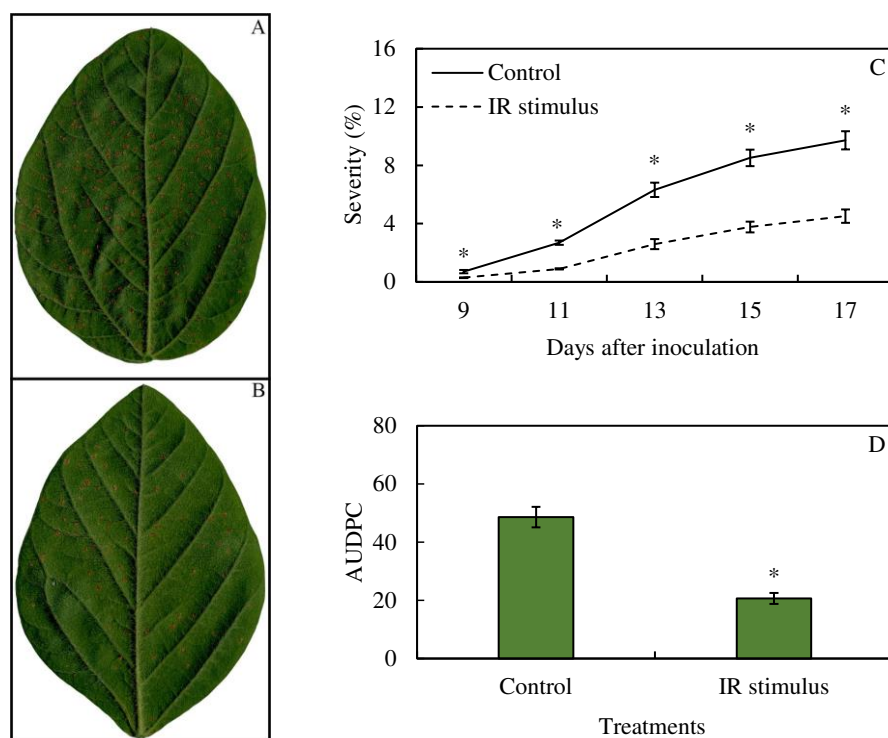 A
B
C
16
12
8
4
0
Severity (%)
Control
IR stimulus
*
*
*
*
*
9 11 13 15 17
Days after inoculation
D
80
60
40
20
0
AUDPC
*
Control IR stimulus
Treatments